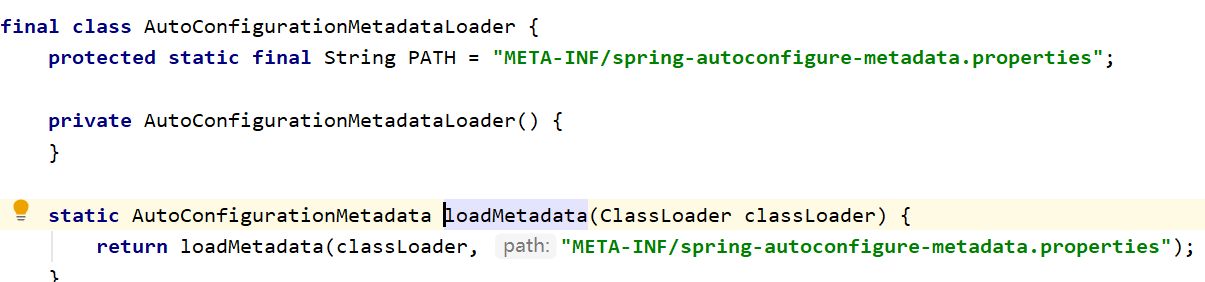 final class AutoConfigurationMetadataLoader {
    protected static final String PATH = "META-INF/spring-autoconfigure-metadata.properties";

    private AutoConfigurationMetadataLoader() {
    }

    static AutoConfigurationMetadata loadMetadata(ClassLoader classLoader) {
        return loadMetadata(classLoader, path: "META-INF/spring-autoconfigure-metadata.properties");
    }